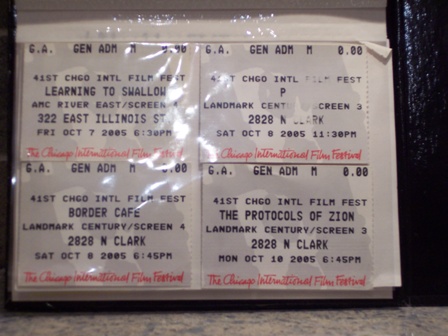 G.A. GEN ADM M 0.00
41ST CHGO INTL FILM FEST
LEARNING TO SWALLOW
AMC RIVER EAST/SCREEN
322 EAST ILLINOIS ST
FRI OCT 7 2005 6:30PM
The Chicago International Film Festival
G.A. GEN ADM M 0.00
41ST CHGO INTL FILM FEST
P
LANDMARK CENTURY SCREEN 3
2828 N CLARK
SAT OCT 8 2005 11:30PM
The Chicago International Film Festival
G.A. GEN ADM M 0.00
41ST CHGO INTL FILM FEST
BORDER CAFE
LANDMARK CENTURY/SCREEN 4
2828 N CLARK
SAT OCT 8 2005 6:45PM
The Chicago International Film Festival
G.A. GEN ADM M 0.00
41ST CHGO INTL FILM FEST
THE PROTOCOLS OF ZION
LANDMARK CENTURY/SCREEN 3
2828 N CLARK
MON OCT 10 2005 6:45PM
The Chicago International Film Festival